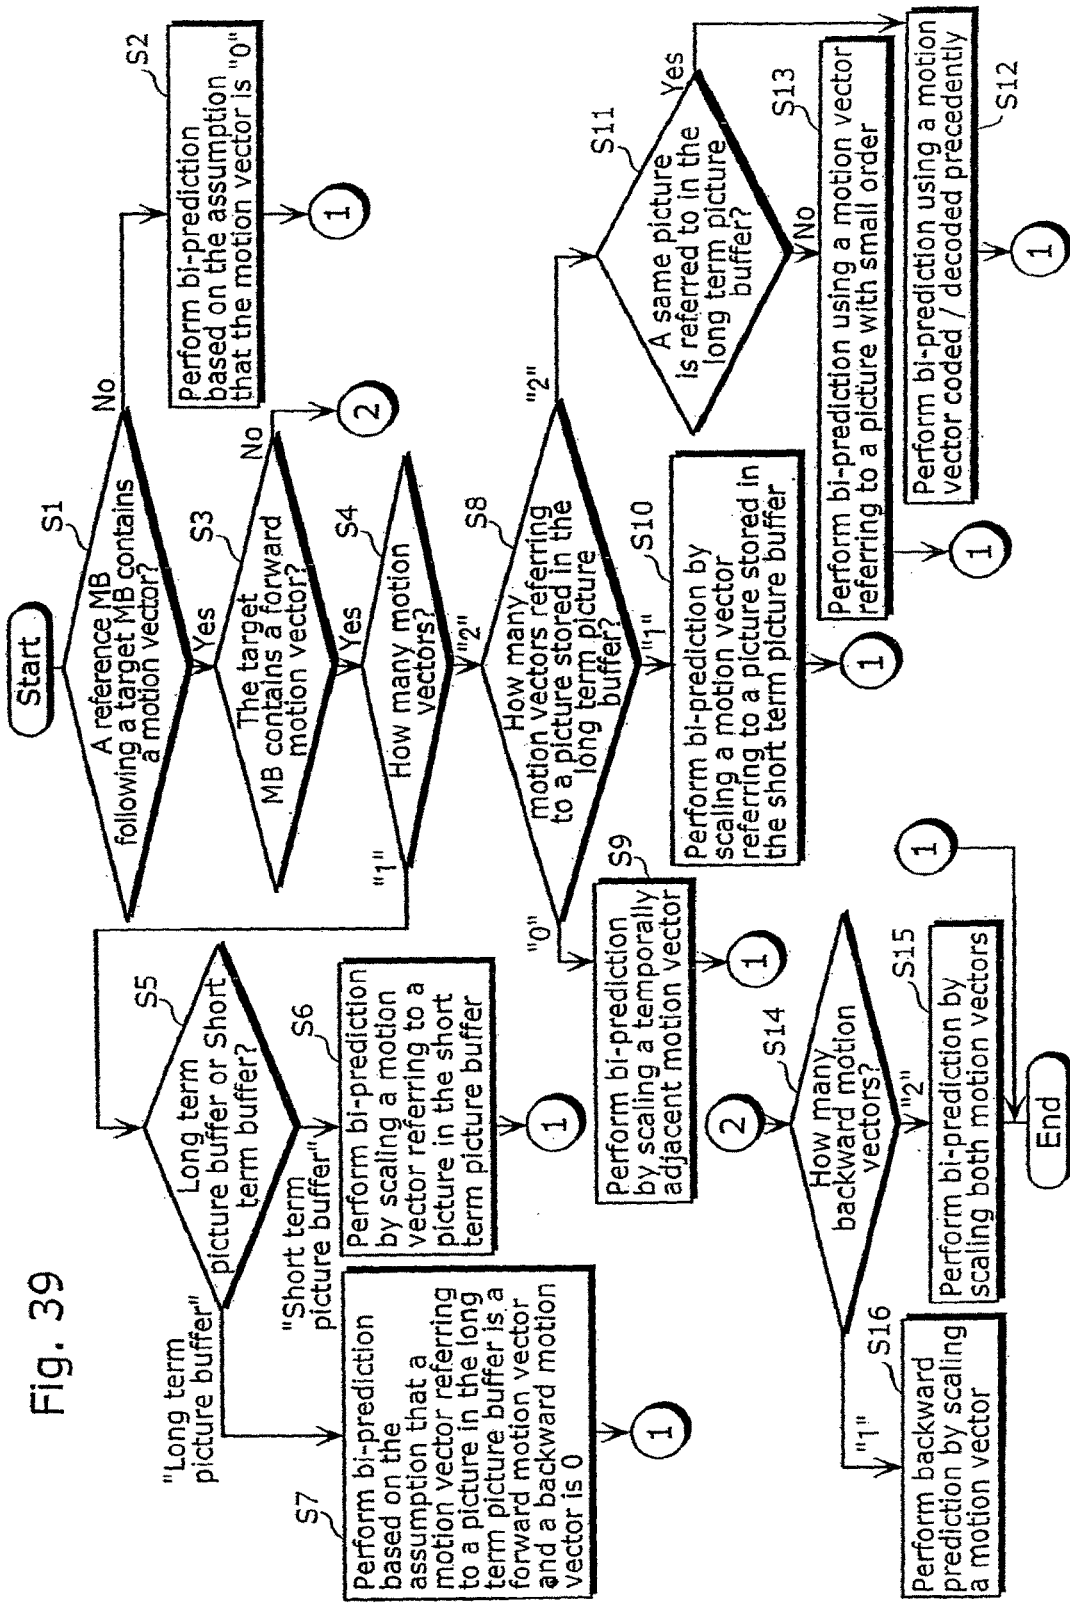 Fig. 39
Start
S1
A reference MB
following a target MB contains
a motion vector?
No
Yes
S2
Perform bi-prediction
based on the assumption
that the motion vector is "0"
1
S3
The target
MB contains a forward
motion vector?
No
2
Yes
S4
How many motion
vectors?
"1"
"2"
S5
Long term
picture buffer or Short
term buffer?
"Long term
picture buffer"
"Short term
picture buffer"
S6
Perform bi-prediction
by scaling a motion
vector referring to a
picture in the short
term picture buffer
1
S7
Perform bi-prediction
based on the
assumption that a
motion vector referring
to a picture in the long
term picture buffer is a
forward motion vector
and a backward motion
vector is 0
1
S8
How many
motion vectors referring
to a picture stored in the
long term picture
buffer?
"0"
"1"
"2"
S9
Perform bi-prediction
by scaling a temporally
adjacent motion vector
1
S10
Perform bi-prediction by
scaling a motion vector
referring to a picture stored in
the short term picture buffer
1
S11
A same picture
is referred to in the
long term picture
buffer?
Yes
No
S13
Perform bi-prediction using a motion vector
referring to a picture with small order
1
S12
Perform bi-prediction using a motion
vector coded / decoded precedently
1
2
S14
How many
backward motion
vectors?
"1"
"2"
S15
Perform bi-prediction by
scaling both motion vectors
S16
Perform backward
prediction by scaling
a motion vector
1
End